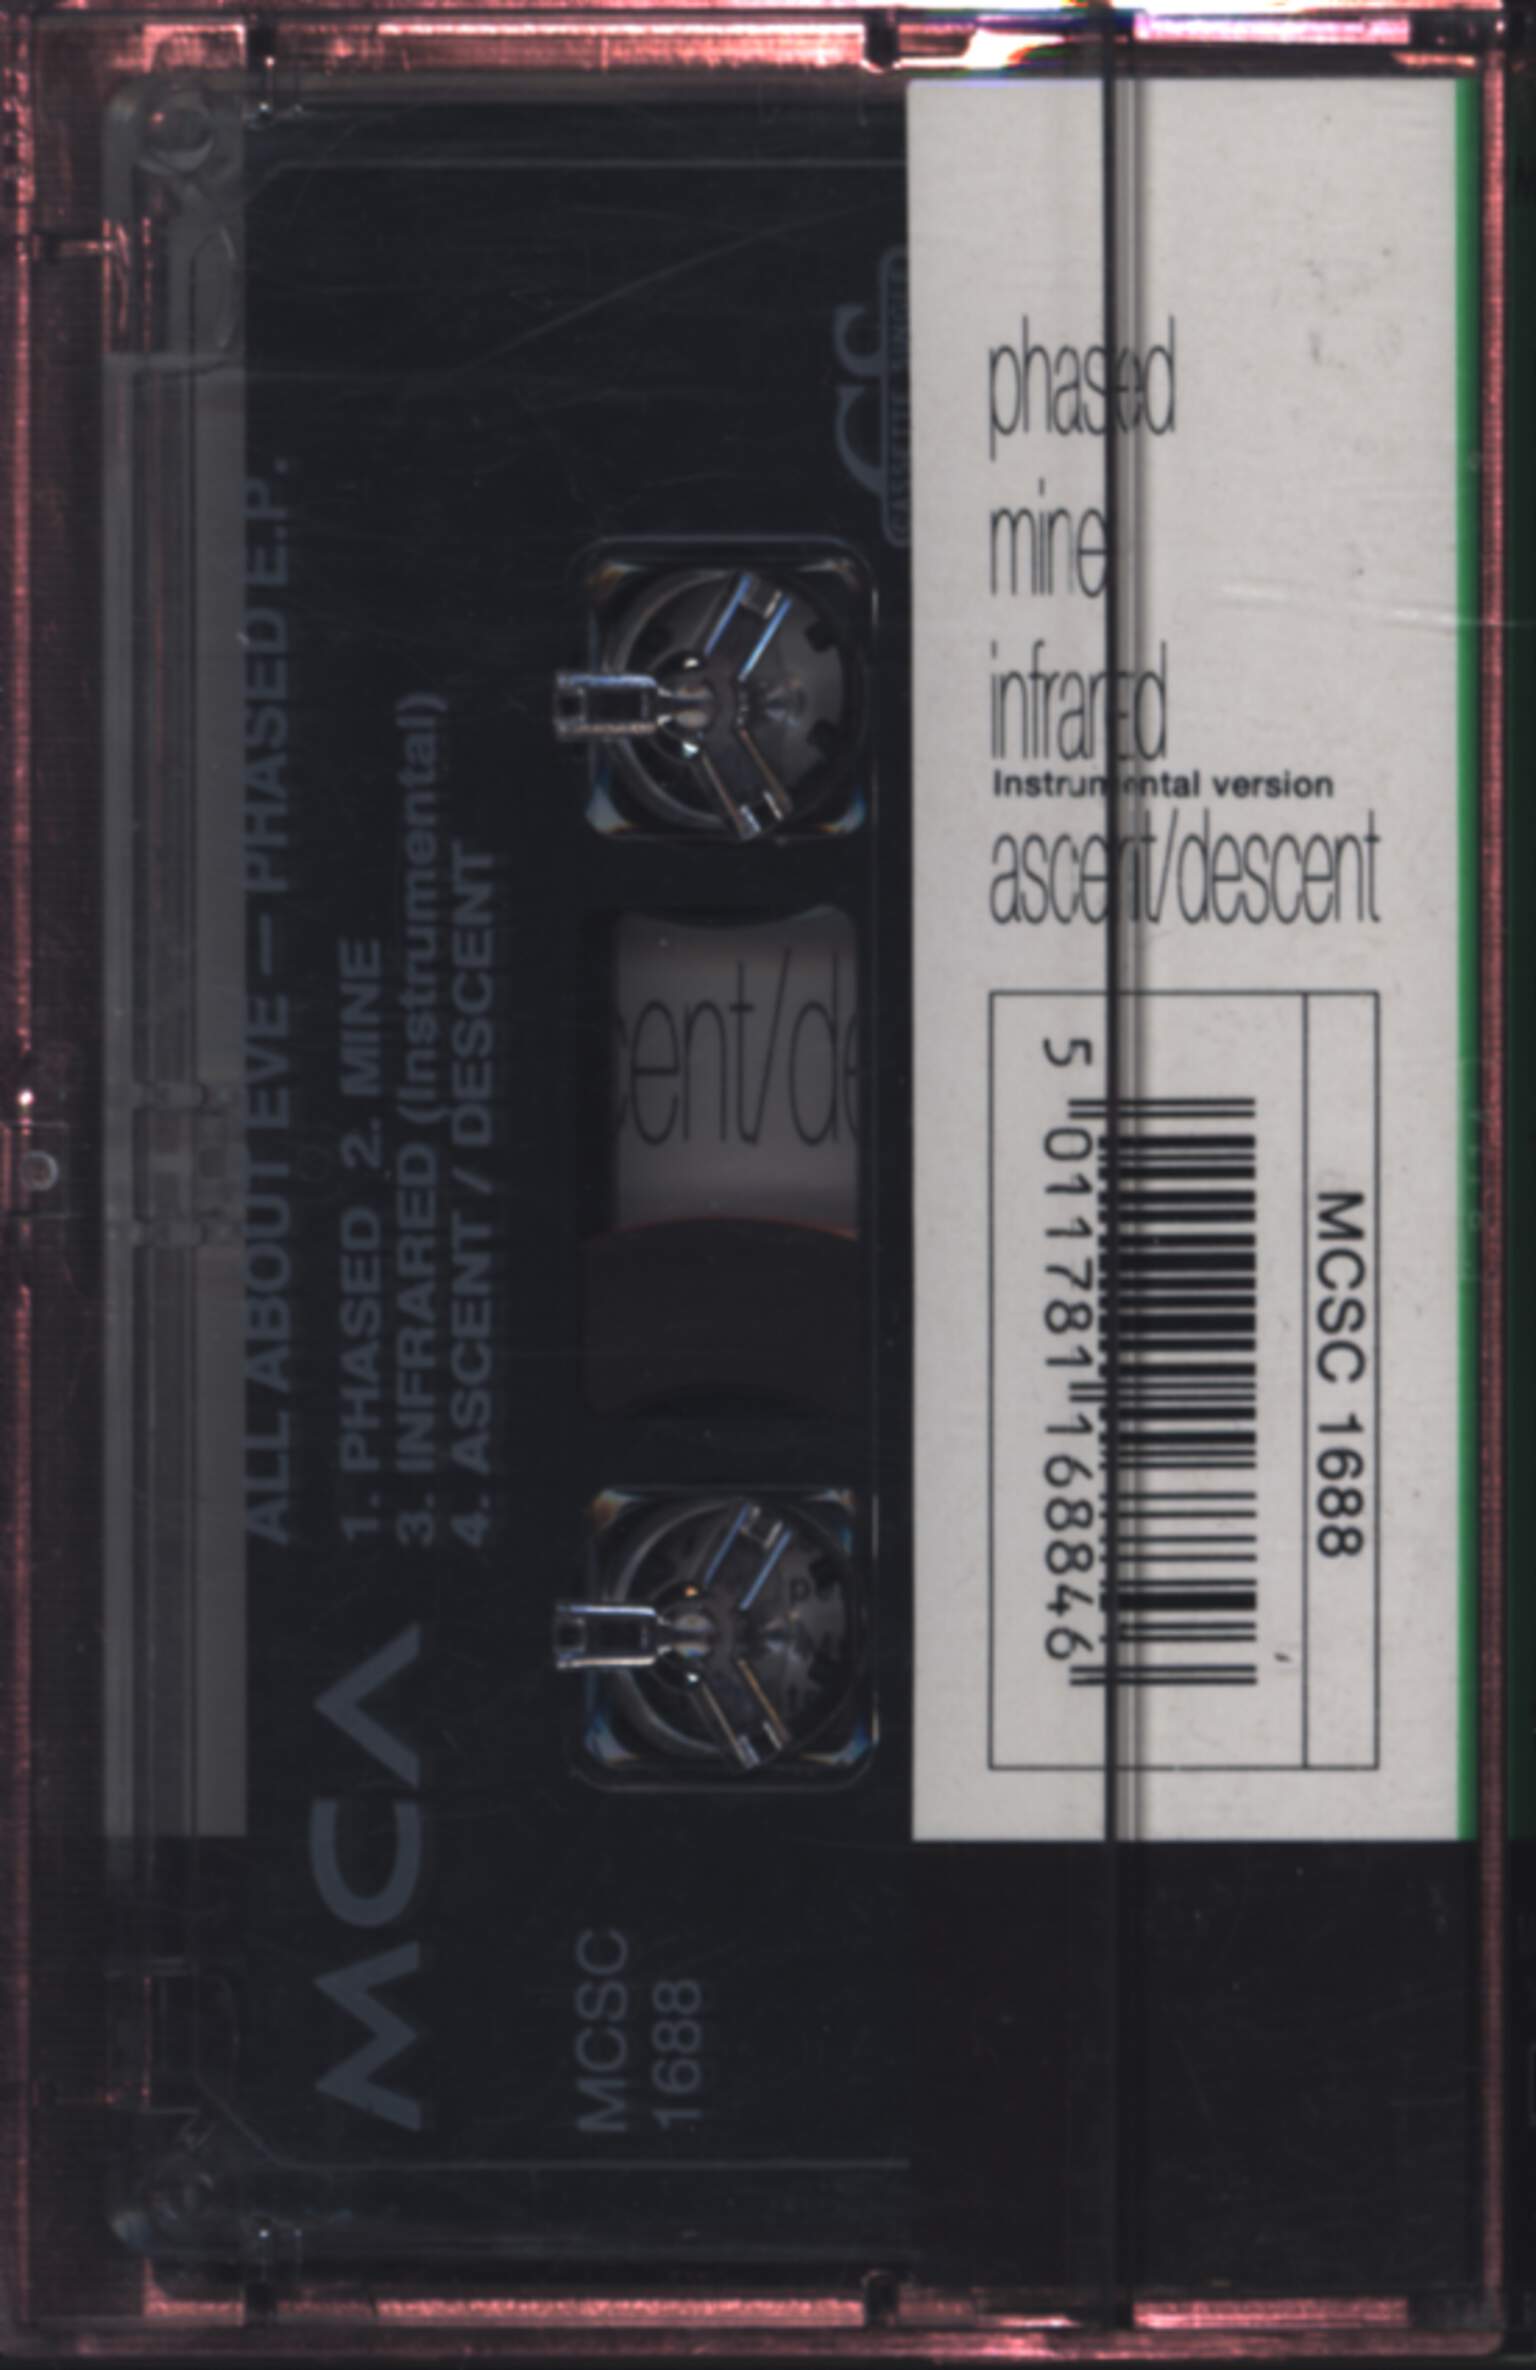 phased
mine
infrared
Instrumental version
ascent/descent
MCSC 1688
5 011781 168846
ALL ABOUT EVE — PHASED E.P.
1. PHASED 2. MINE
3. INFRARED (Instrumental)
4. ASCENT / DESCENT
MCA
MCSC
1688
cent/de